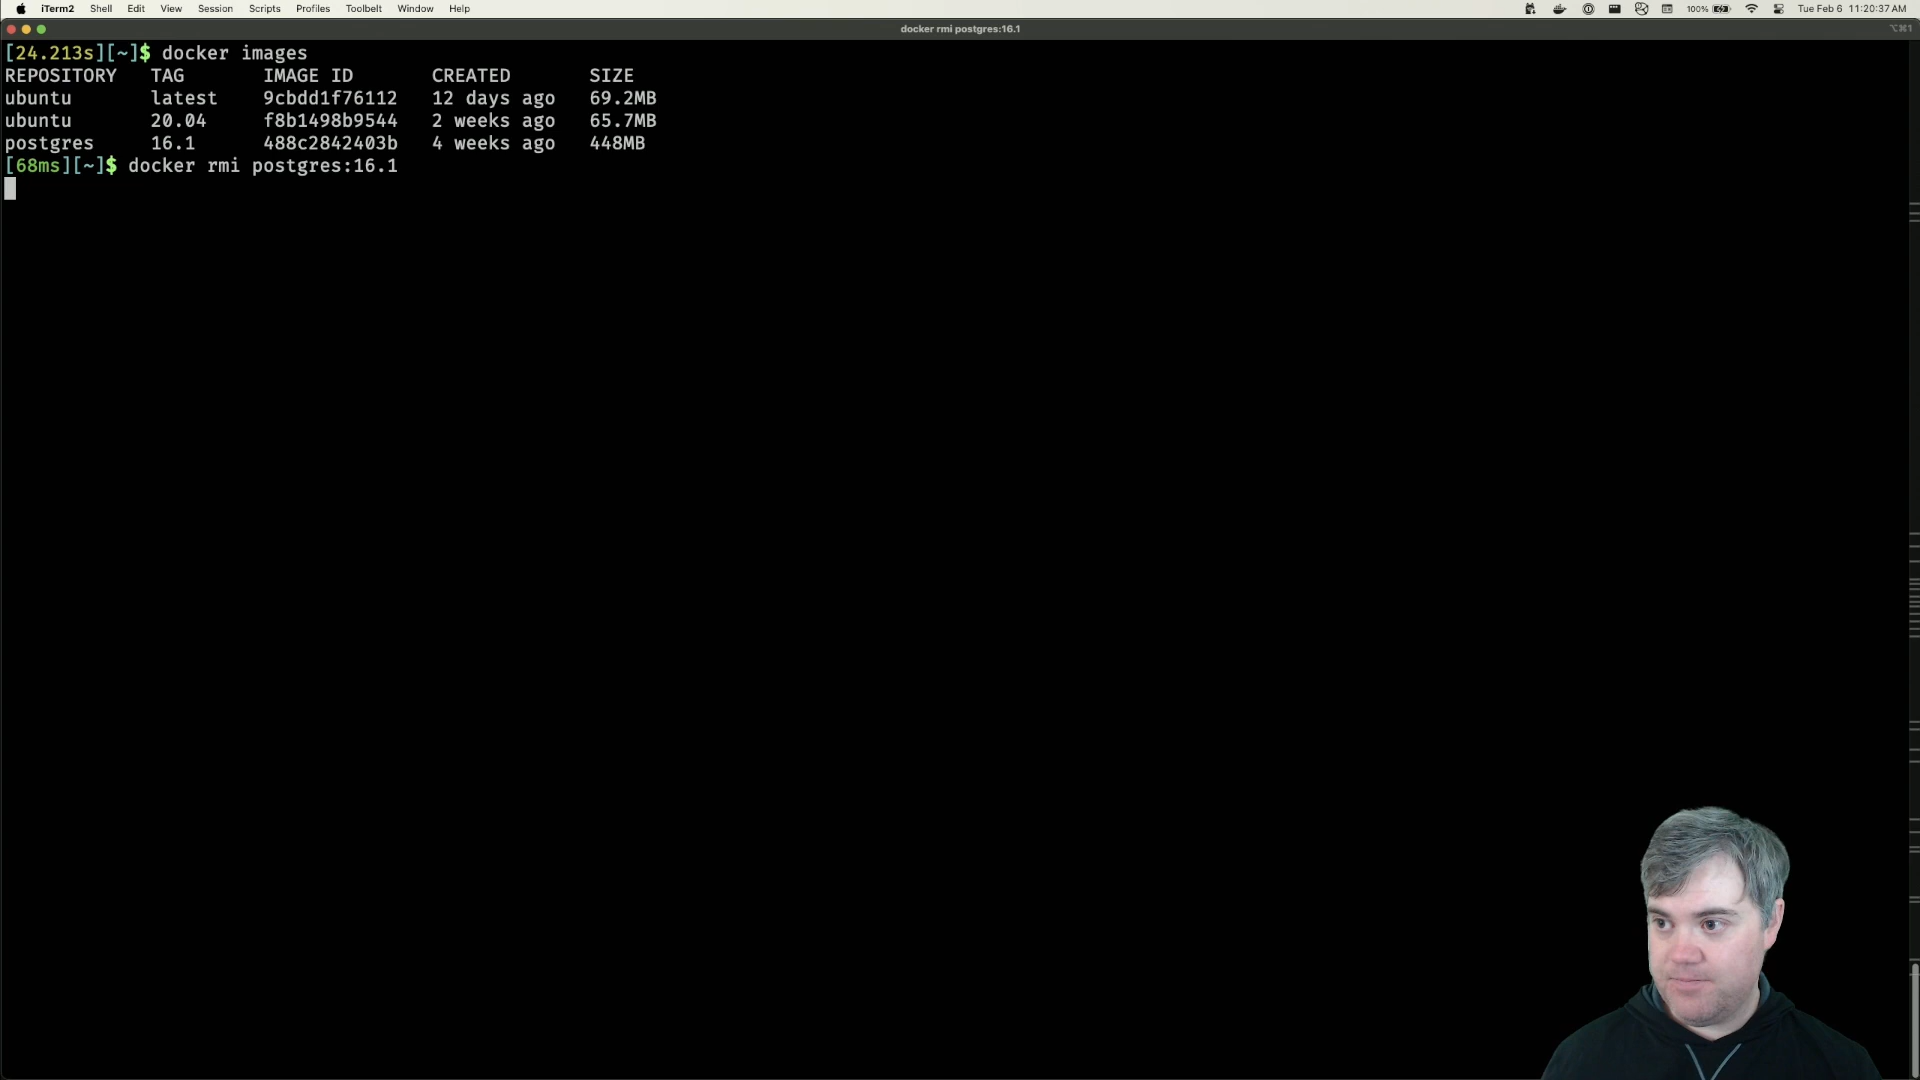 iTerm2 Shell Edit View Session Scripts Profiles Toolbelt Window Help 100% Tue Feb 6 11:20:37 AM
docker rmi postgres:16.1 ⌥⌘1
[24.213s][~]$ docker images
REPOSITORY TAG IMAGE ID CREATED SIZE
ubuntu latest 9cbdd1f76112 12 days ago 69.2MB
ubuntu 20.04 f8b1498b9544 2 weeks ago 65.7MB
postgres 16.1 488c2842403b 4 weeks ago 448MB
[68ms][~]$ docker rmi postgres:16.1